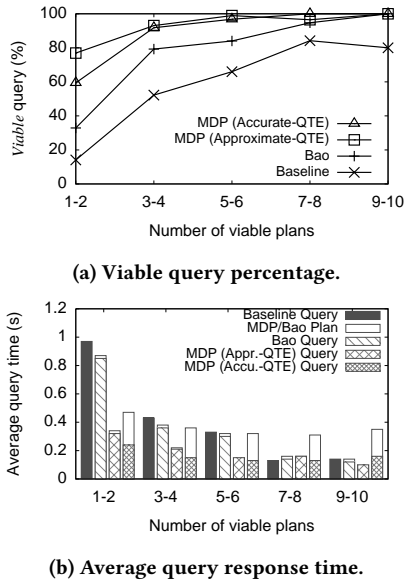 100
80
60
40
20
0
Viable query (%)
MDP (Accurate-QTE)
MDP (Approximate-QTE)
Bao
Baseline
1-2 3-4 5-6 7-8 9-10
Number of viable plans
(a) Viable query percentage.
1.2
1
0.8
0.6
0.4
0.2
0
Average query time (s)
Baseline Query
MDP/Bao Plan
Bao Query
MDP (Appr.-QTE) Query
MDP (Accu.-QTE) Query
1-2 3-4 5-6 7-8 9-10
Number of viable plans
(b) Average query response time.